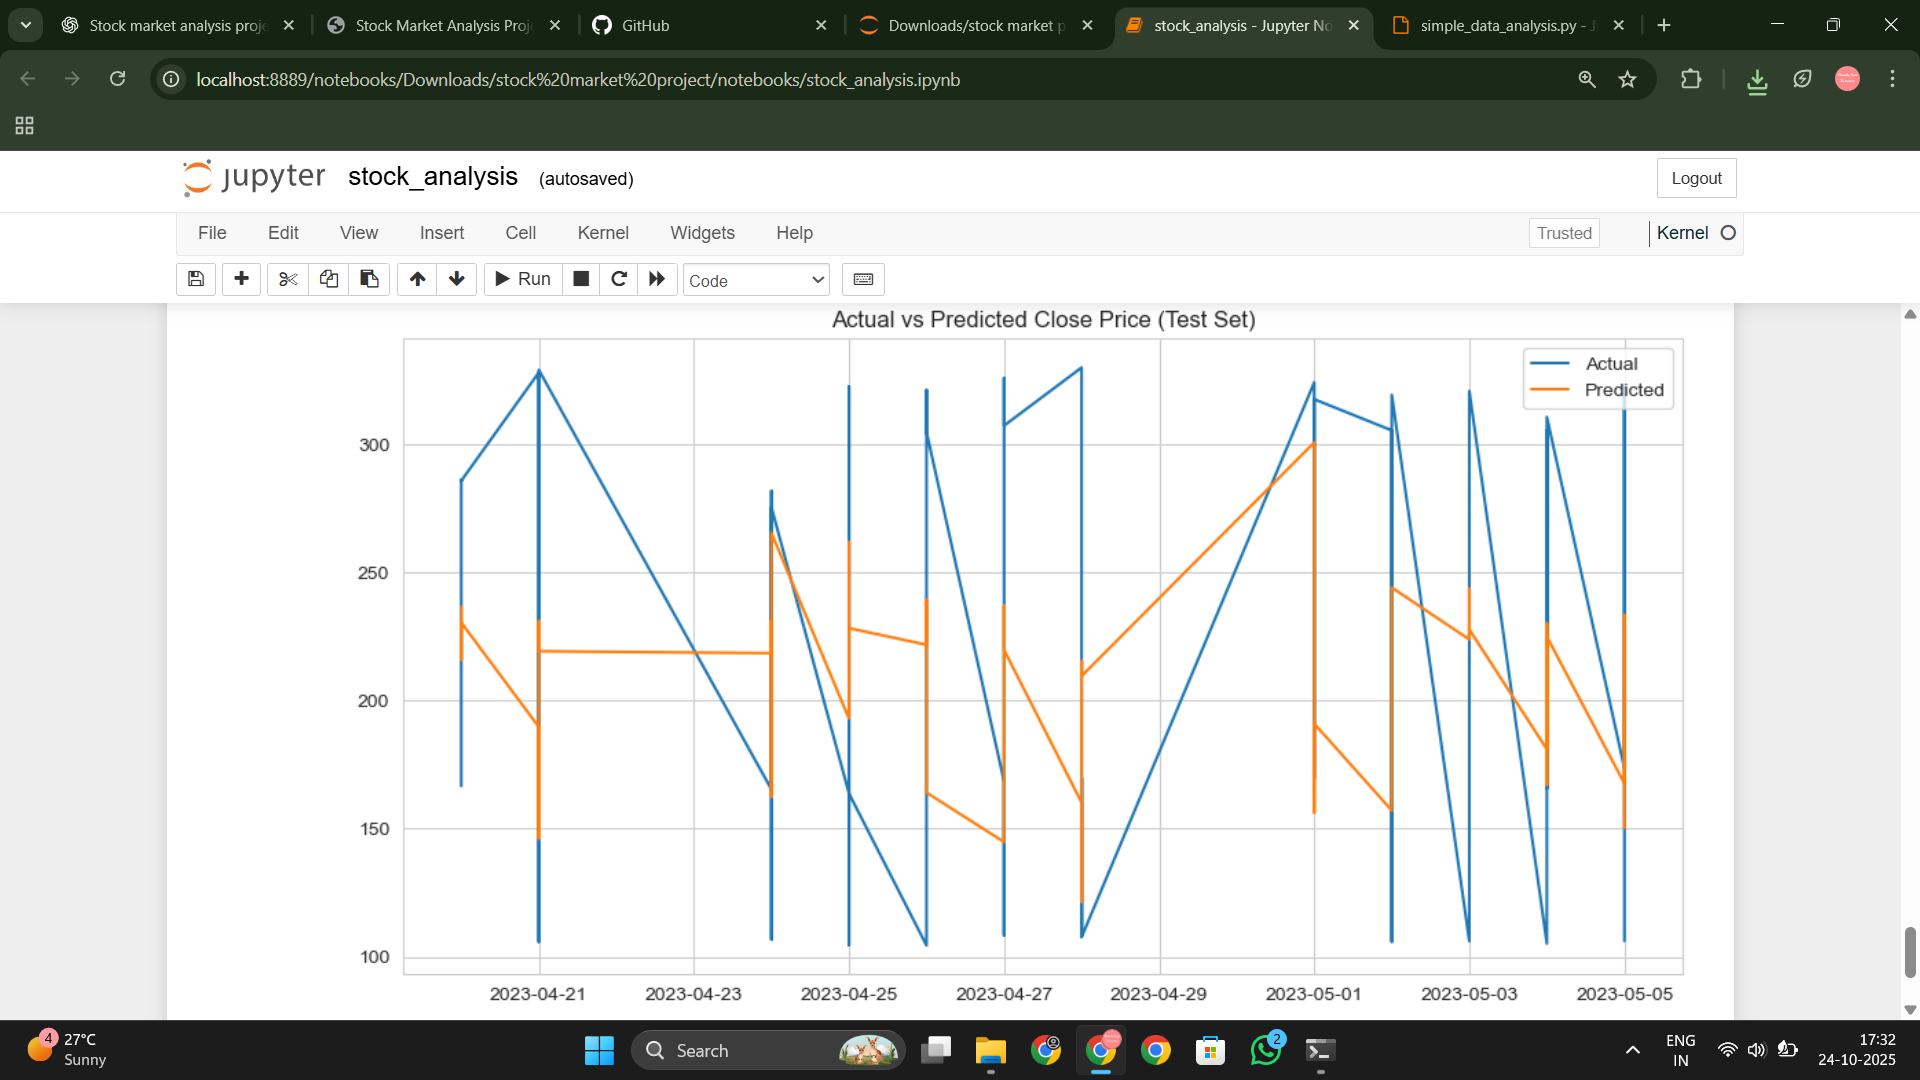 Stock market analysis proje
Stock Market Analysis Proje
GitHub
Downloads/stock market p
stock_analysis - Jupyter No
simple_data_analysis.py - J
localhost:8889/notebooks/Downloads/stock%20market%20project/notebooks/stock_analysis.ipynb
jupyter stock_analysis (autosaved)
Logout
File Edit View Insert Cell Kernel Widgets Help
Trusted
Kernel
Run
Code
Actual vs Predicted Close Price (Test Set)
Actual
Predicted
300
250
200
150
100
2023-04-21 2023-04-23 2023-04-25 2023-04-27 2023-04-29 2023-05-01 2023-05-03 2023-05-05
4
27°C
Sunny
Search
2
ENG
IN
17:32
24-10-2025